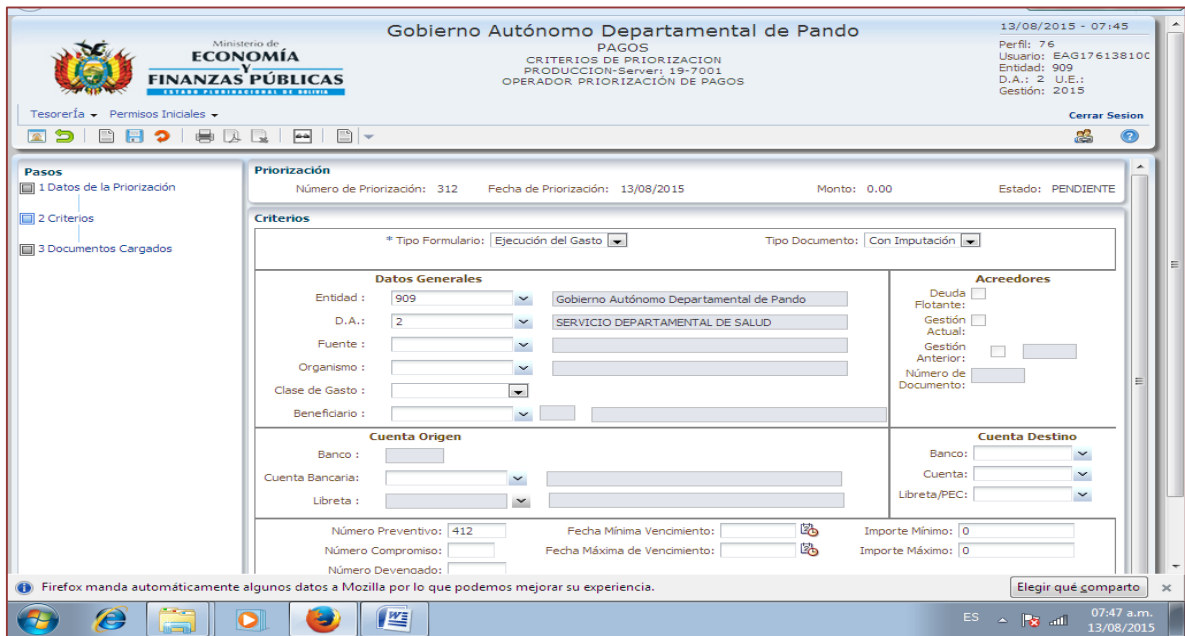 Ministerio de
ECONOMÍA
Y
FINANZAS PÚBLICAS
ESTADO PLURINACIONAL DE BOLIVIA
Gobierno Autónomo Departamental de Pando
PAGOS
CRITERIOS DE PRIORIZACION
PRODUCCION-Server: 19-7001
OPERADOR PRIORIZACIÓN DE PAGOS
13/08/2015 - 07:45
Perfil: 76
Usuario: EAG17613810C
Entidad: 909
D.A.: 2 U.E.:
Gestión: 2015
TesorerÍa Permisos Iniciales
Cerrar Sesion
Pasos
1 Datos de la Priorización
2 Criterios
3 Documentos Cargados
Priorización
Número de Priorización: 312 Fecha de Priorización: 13/08/2015 Monto: 0.00 Estado: PENDIENTE
Criterios
* Tipo Formulario: Ejecución del Gasto Tipo Documento: Con Imputación
Datos Generales
Entidad : 909 Gobierno Autónomo Departamental de Pando
D.A.: 2 SERVICIO DEPARTAMENTAL DE SALUD
Fuente :
Organismo :
Clase de Gasto :
Beneficiario :
Acreedores
Deuda
Flotante:
Gestión
Actual:
Gestión
Anterior:
Número de
Documento:
Cuenta Origen
Banco :
Cuenta Bancaria:
Libreta :
Cuenta Destino
Banco:
Cuenta:
Libreta/PEC:
Número Preventivo: 412 Fecha Mínima Vencimiento: Importe Mínimo: 0
Número Compromiso: Fecha Máxima de Vencimiento: Importe Máximo: 0
Número Devengado:
Firefox manda automáticamente algunos datos a Mozilla por lo que podemos mejorar su experiencia. Elegir qué comparto
ES 07:47 a.m.
13/08/2015